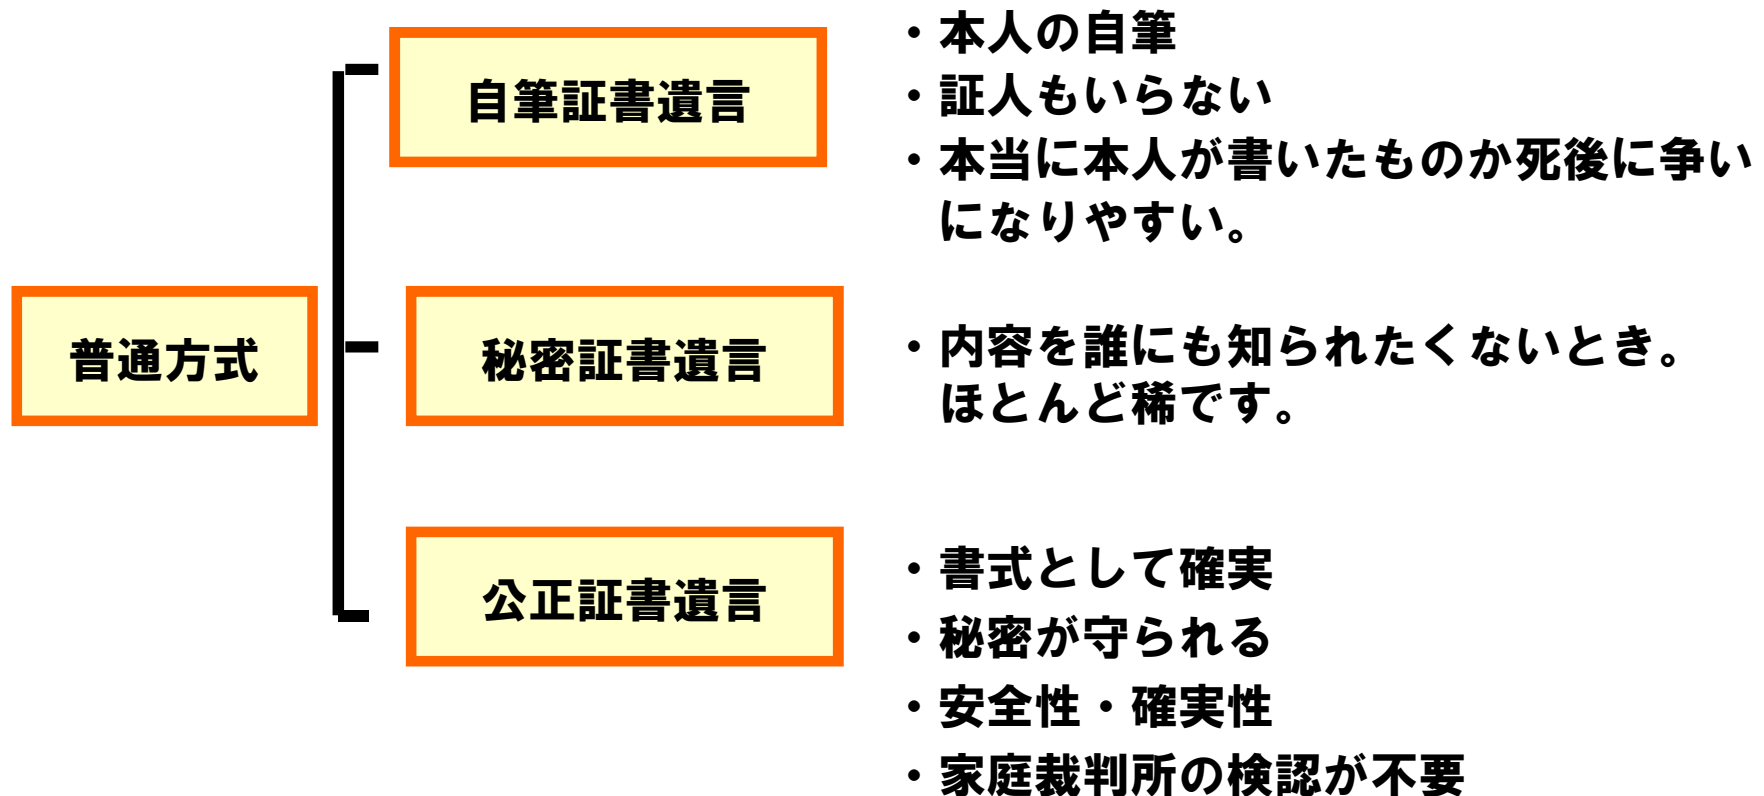 普通方式
自筆証書遺言
・本人の自筆
・証人もいらない
・本当に本人が書いたものか死後に争い
になりやすい。
秘密証書遺言
・内容を誰にも知られたくないとき。
ほとんど稀です。
公正証書遺言
・書式として確実
・秘密が守られる
・安全性・確実性
・家庭裁判所の検認が不要